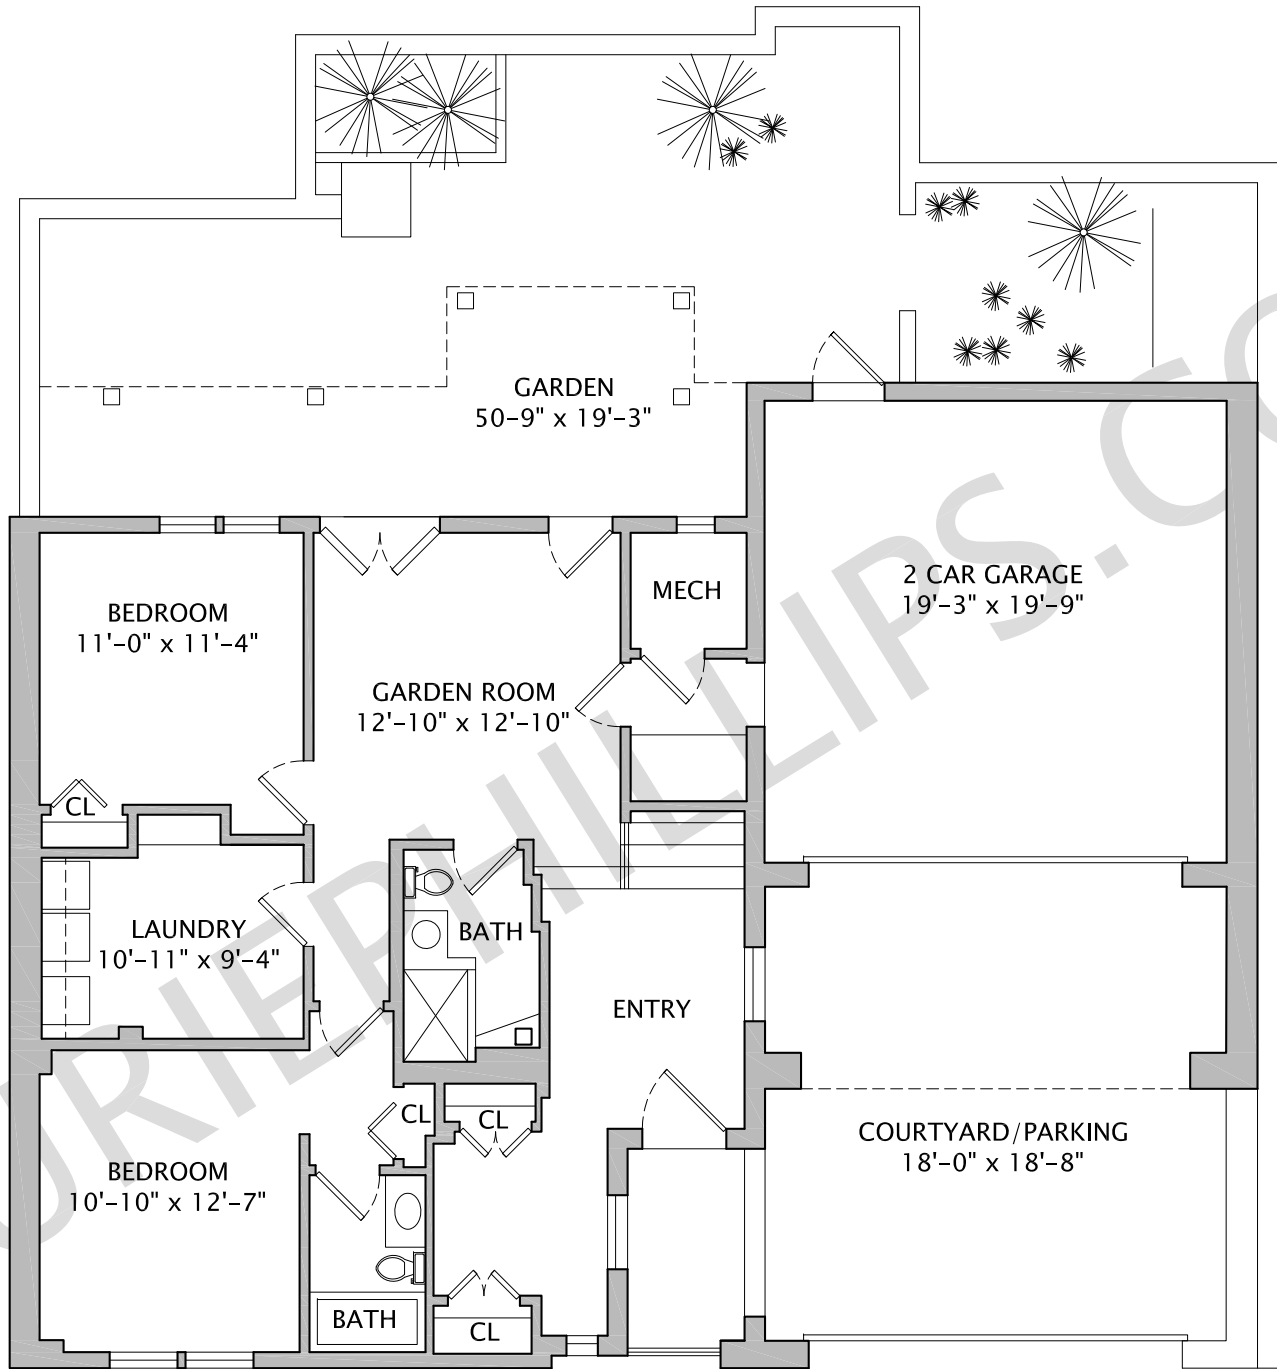 GARDEN
50-9" x 19'-3"
2 CAR GARAGE
19'-3" x 19'-9"
MECH
BEDROOM
11'-0" x 11'-4"
GARDEN ROOM
12'-10" x 12'-10"
CL
LAUNDRY
10'-11" x 9'-4"
BATH
ENTRY
CL
CL
COURTYARD/PARKING
18'-0" x 18'-8"
BEDROOM
10'-10" x 12'-7"
BATH
CL
URIEPHILLIPS.CO